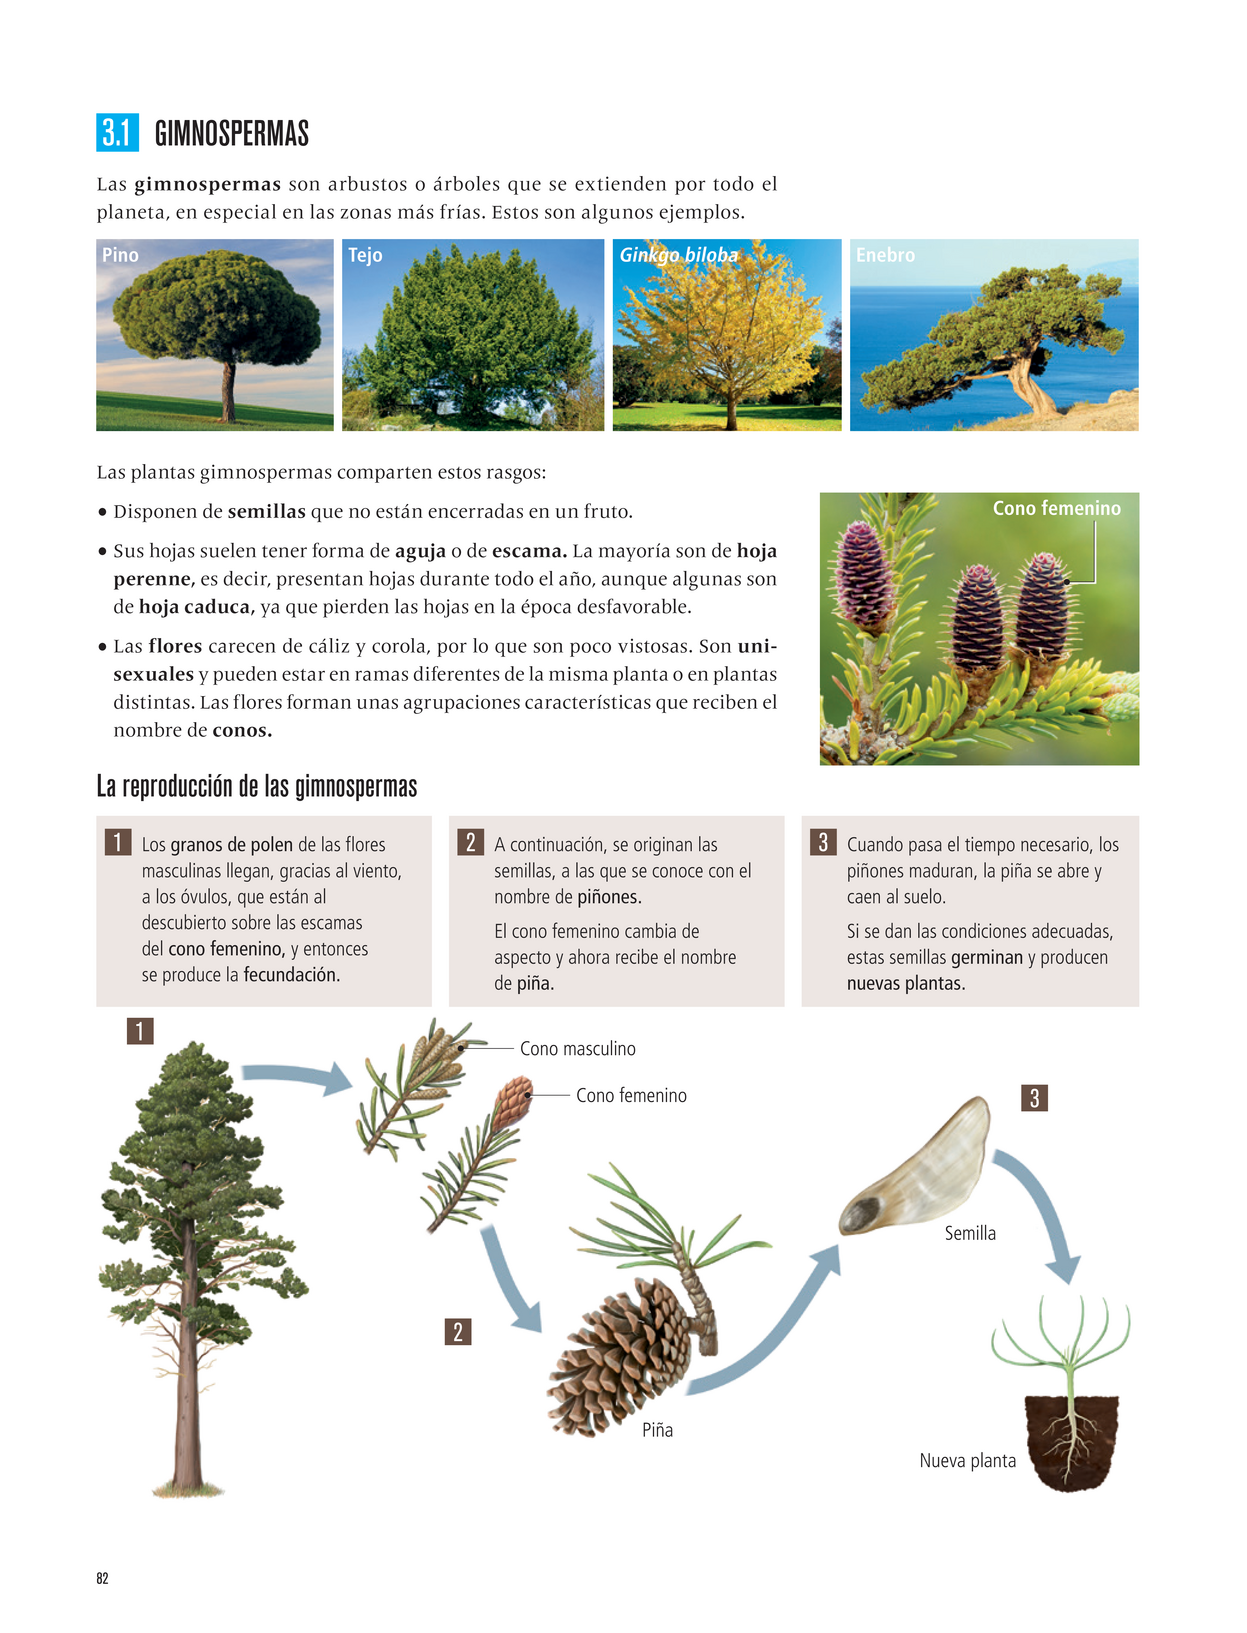 3.1 GIMNOSPERMAS
Las gimnospermas son arbustos o árboles que se extienden por todo el
planeta, en especial en las zonas más frías. Estos son algunos ejemplos.
Pino
Tejo
Ginkgo biloba
Enebro
Las plantas gimnospermas comparten estos rasgos:
• Disponen de semillas que no están encerradas en un fruto.
• Sus hojas suelen tener forma de aguja o de escama. La mayoría son de hoja
perenne, es decir, presentan hojas durante todo el año, aunque algunas son
de hoja caduca, ya que pierden las hojas en la época desfavorable.
• Las flores carecen de cáliz y corola, por lo que son poco vistosas. Son uni-
sexuales y pueden estar en ramas diferentes de la misma planta o en plantas
distintas. Las flores forman unas agrupaciones características que reciben el
nombre de conos.
Cono femenino
La reproducción de las gimnospermas
1 Los granos de polen de las flores
masculinas llegan, gracias al viento,
a los óvulos, que están al
descubierto sobre las escamas
del cono femenino, y entonces
se produce la fecundación.
2 A continuación, se originan las
semillas, a las que se conoce con el
nombre de piñones.
El cono femenino cambia de
aspecto y ahora recibe el nombre
de piña.
3 Cuando pasa el tiempo necesario, los
piñones maduran, la piña se abre y
caen al suelo.
Si se dan las condiciones adecuadas,
estas semillas germinan y producen
nuevas plantas.
1
Cono masculino
Cono femenino
3
Semilla
2
Piña
Nueva planta
82